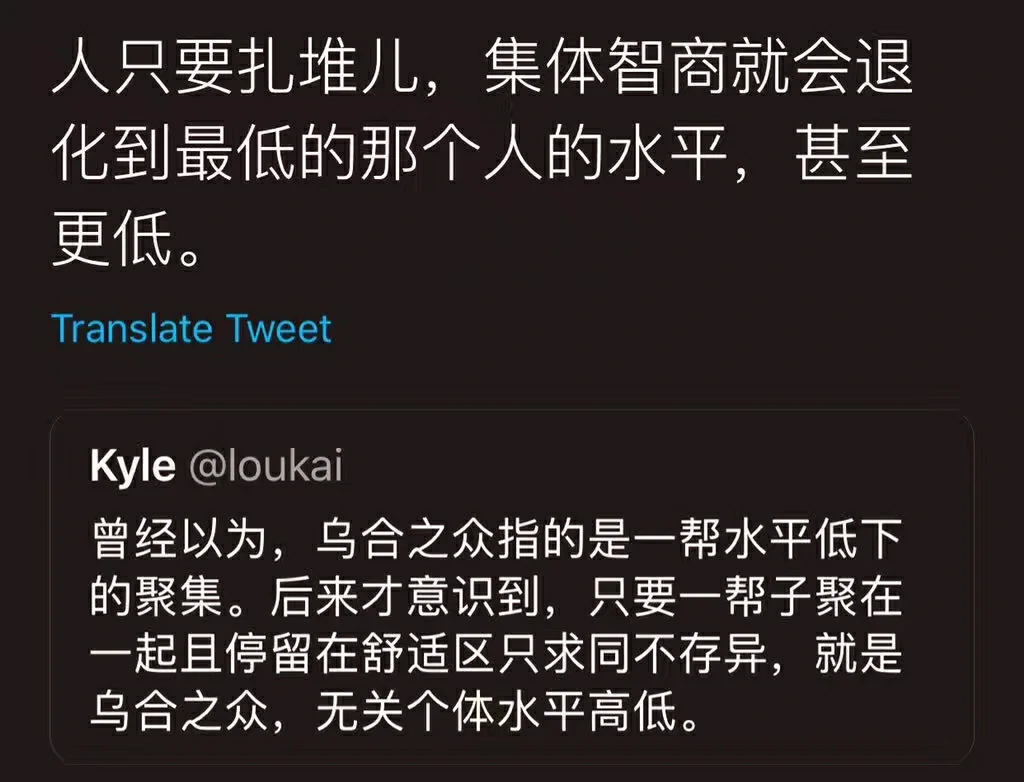 人只要扎堆儿，集体智商就会退
化到最低的那个人的水平，甚至
更低。
Translate Tweet
Kyle @loukai
曾经以为，乌合之众指的是一帮水平低下
的聚集。后来才意识到，只要一帮子聚在
一起且停留在舒适区只求同不存异，就是
乌合之众，无关个体水平高低。